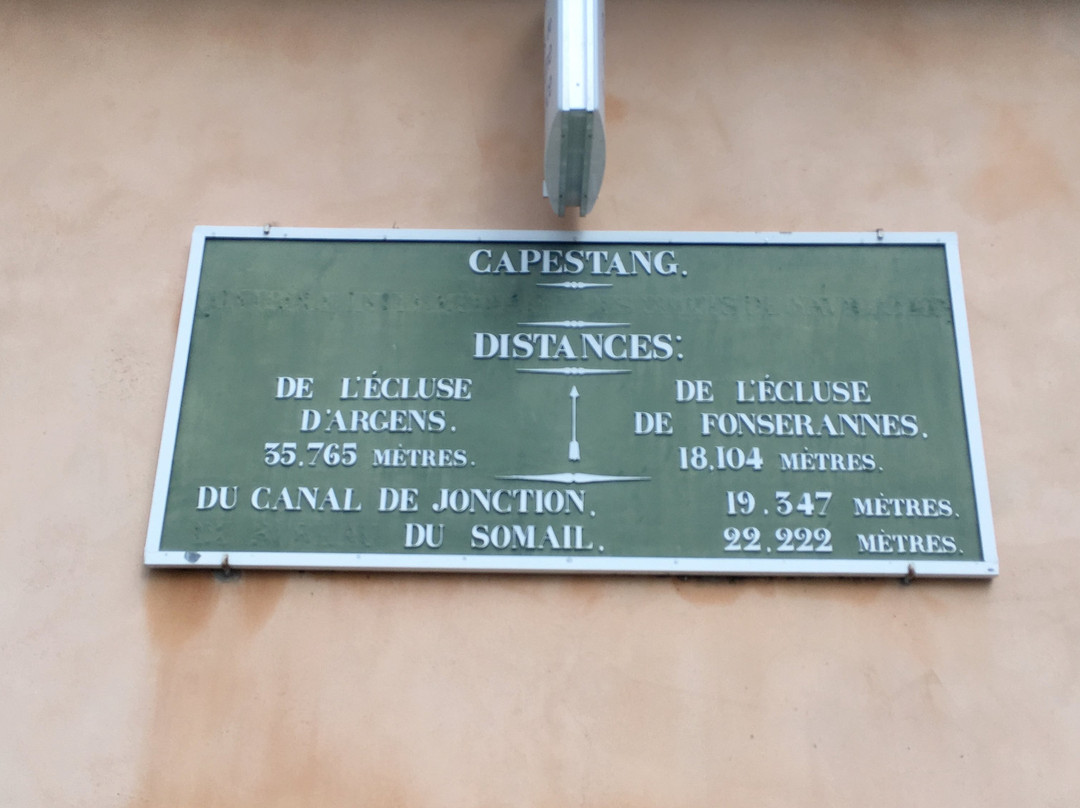 CAPESTANG.
DISTANCES:
DE L'ÉCLUSE
D'ARGENS.
35.765 MÈTRES.
DE L'ÉCLUSE
DE FONSERANNES.
18.104 MÈTRES.
DU CANAL DE JONCTION. 19.347 MÈTRES.
DU SOMAIL. 22.222 MÈTRES.